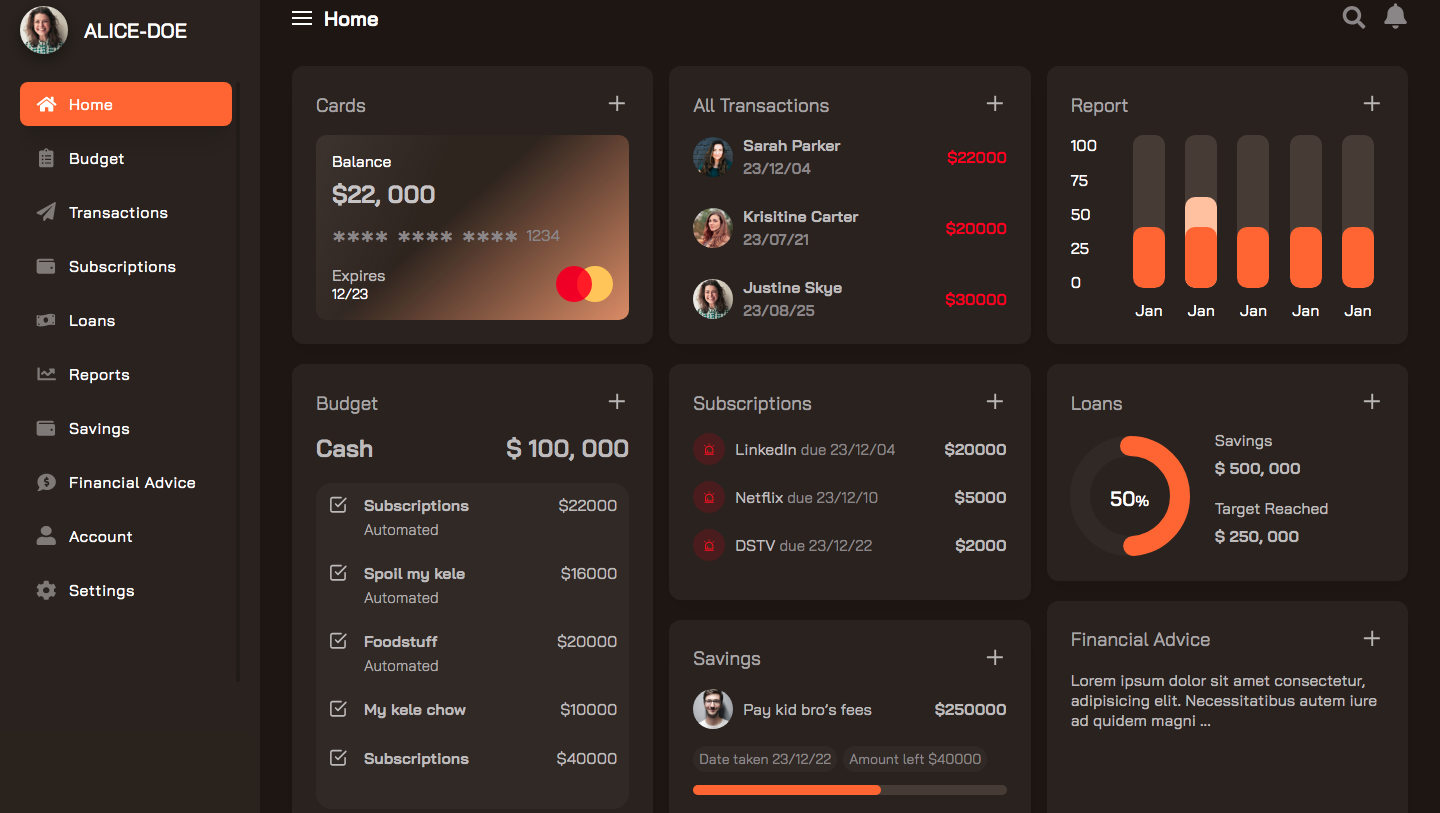 ALICE-DOE
Home
Budget
Transactions
Subscriptions
Loans
Reports
Savings
Financial Advice
Account
Settings
Home
Cards
Balance
$22, 000
**** **** **** 1234
Expires
12/23
All Transactions
Sarah Parker
23/12/04
$22000
Krisitine Carter
23/07/21
$20000
Justine Skye
23/08/25
$30000
Report
100
75
50
25
0
Jan Jan Jan Jan Jan
Budget
Cash $ 100, 000
Subscriptions $22000
Automated
Spoil my kele $16000
Automated
Foodstuff $20000
Automated
My kele chow $10000
Subscriptions $40000
Subscriptions
LinkedIn due 23/12/04 $20000
Netflix due 23/12/10 $5000
DSTV due 23/12/22 $2000
Savings
Pay kid bro’s fees $250000
Date taken 23/12/22 Amount left $40000
Loans
50%
Savings
$ 500, 000
Target Reached
$ 250, 000
Financial Advice
Lorem ipsum dolor sit amet consectetur,
adipisicing elit. Necessitatibus autem iure
ad quidem magni ...